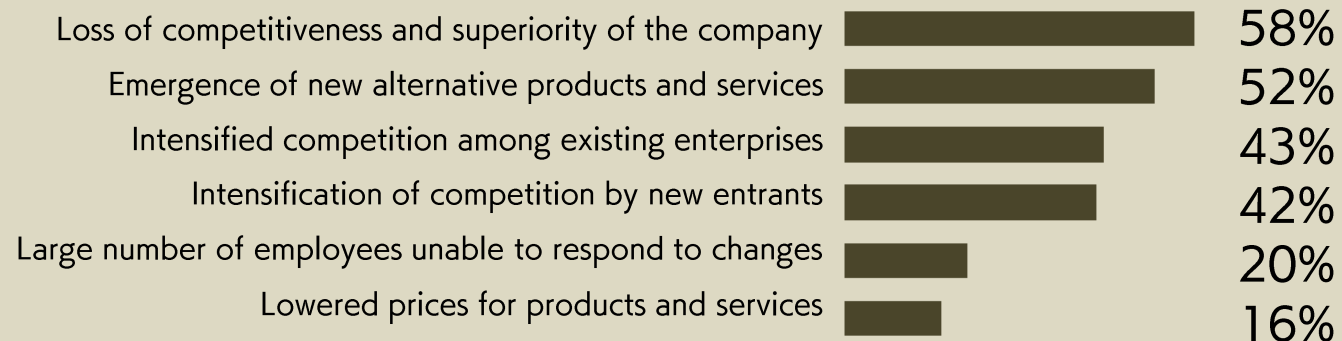 Loss of competitiveness and superiority of the company 58%
Emergence of new alternative products and services 52%
Intensified competition among existing enterprises 43%
Intensification of competition by new entrants 42%
Large number of employees unable to respond to changes 20%
Lowered prices for products and services 16%